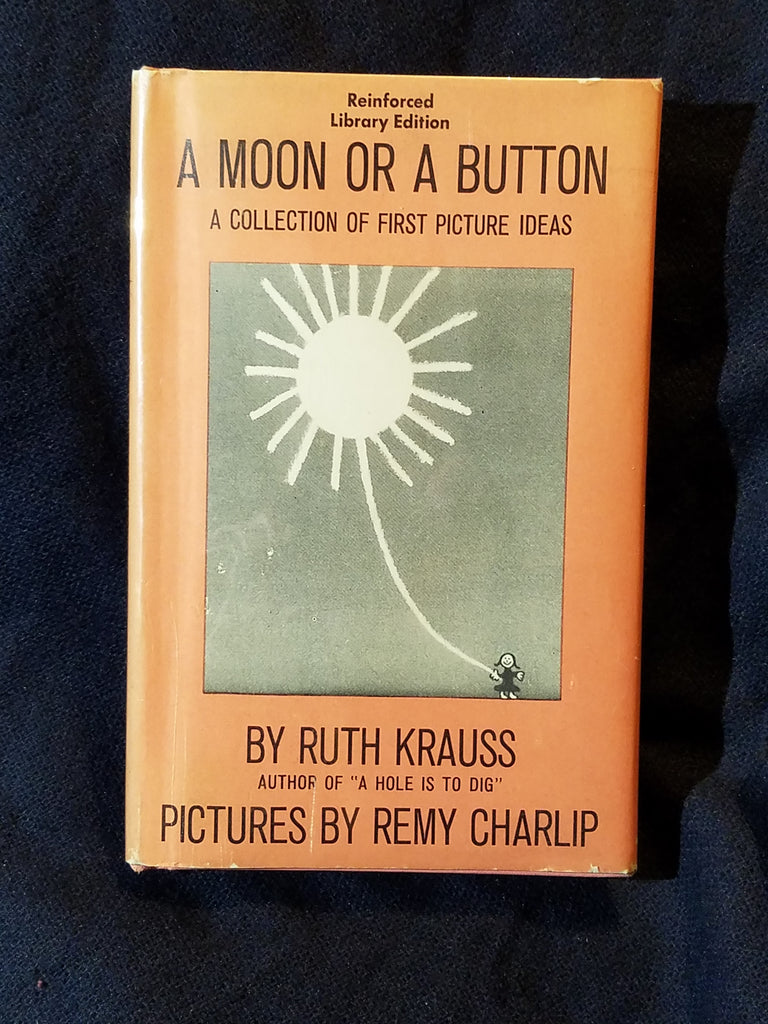 Reinforced
Library Edition
A MOON OR A BUTTON
A COLLECTION OF FIRST PICTURE IDEAS
BY RUTH KRAUSS
AUTHOR OF "A HOLE IS TO DIG"
PICTURES BY REMY CHARLIP